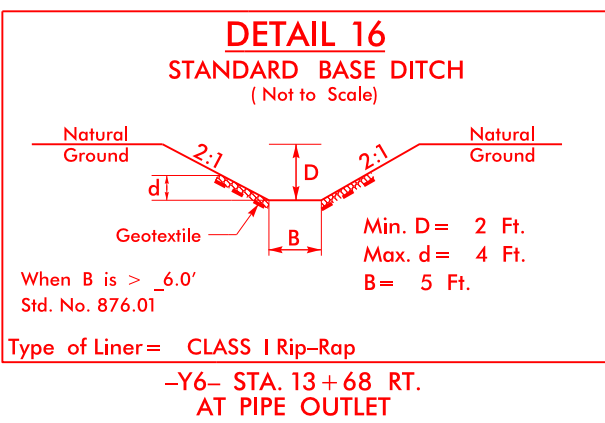 DETAIL 16
STANDARD BASE DITCH
( Not to Scale)
Natural
Ground
2:1
D
2:1
Natural
Ground
d
Geotextile
B
Min. D = 2 Ft.
Max. d = 4 Ft.
B = 5 Ft.
When B is > _6.0'
Std. No. 876.01
Type of Liner = CLASS I Rip-Rap
-Y6- STA. 13+68 RT.
AT PIPE OUTLET